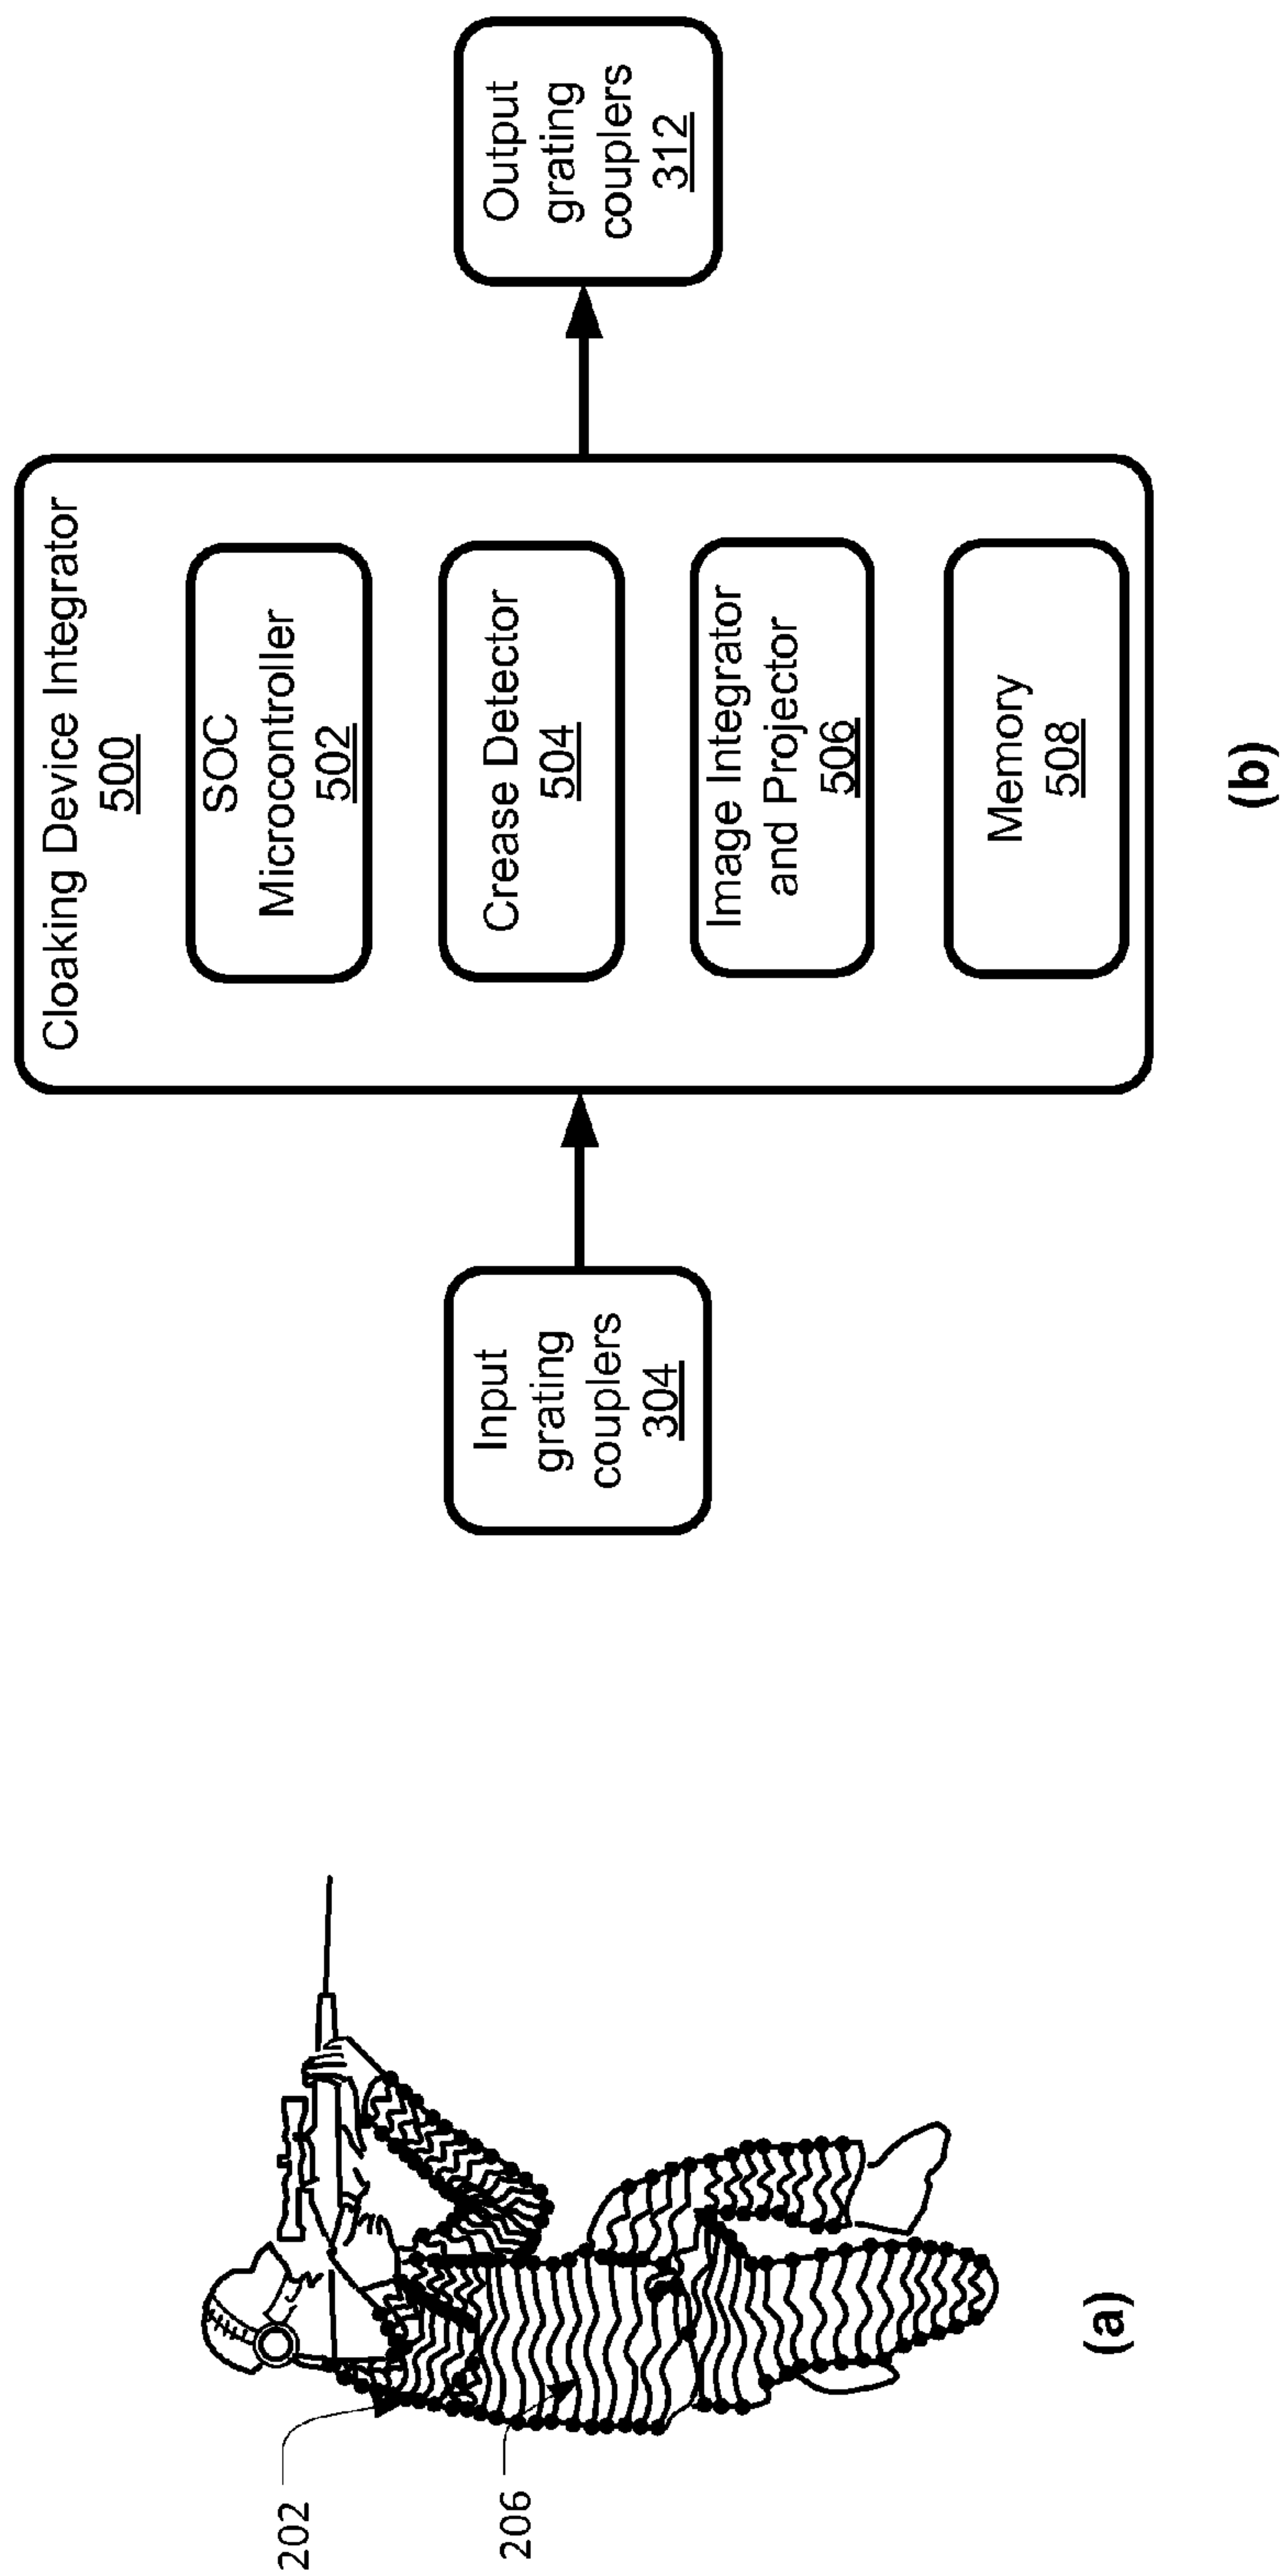 202
206
(a)
Input
grating
couplers
304
Cloaking Device Integrator
500
SOC
Microcontroller
502
Crease Detector
504
Image Integrator
and Projector
506
Memory
508
Output
grating
couplers
312
(b)